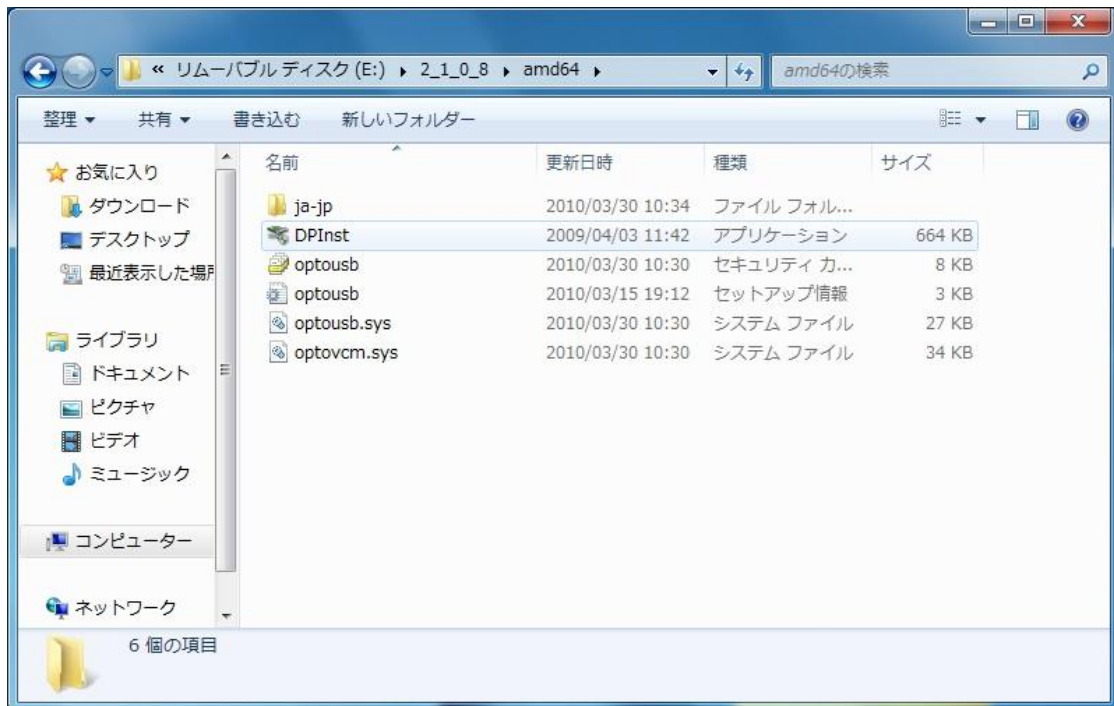 « リムーバブル ディスク (E:) ▸ 2_1_0_8 ▸ amd64 ▸ amd64の検索
整理 ▼ 共有 ▼ 書き込む 新しいフォルダー
お気に入り
ダウンロード
デスクトップ
最近表示した場所
ライブラリ
ドキュメント
ピクチャ
ビデオ
ミュージック
コンピューター
ネットワーク
名前 更新日時 種類 サイズ
ja-jp 2010/03/30 10:34 ファイル フォル...
DPInst 2009/04/03 11:42 アプリケーション 664 KB
optousb 2010/03/30 10:30 セキュリティ カ... 8 KB
optousb 2010/03/15 19:12 セットアップ情報 3 KB
optousb.sys 2010/03/30 10:30 システム ファイル 27 KB
optovcm.sys 2010/03/30 10:30 システム ファイル 34 KB
6 個の項目